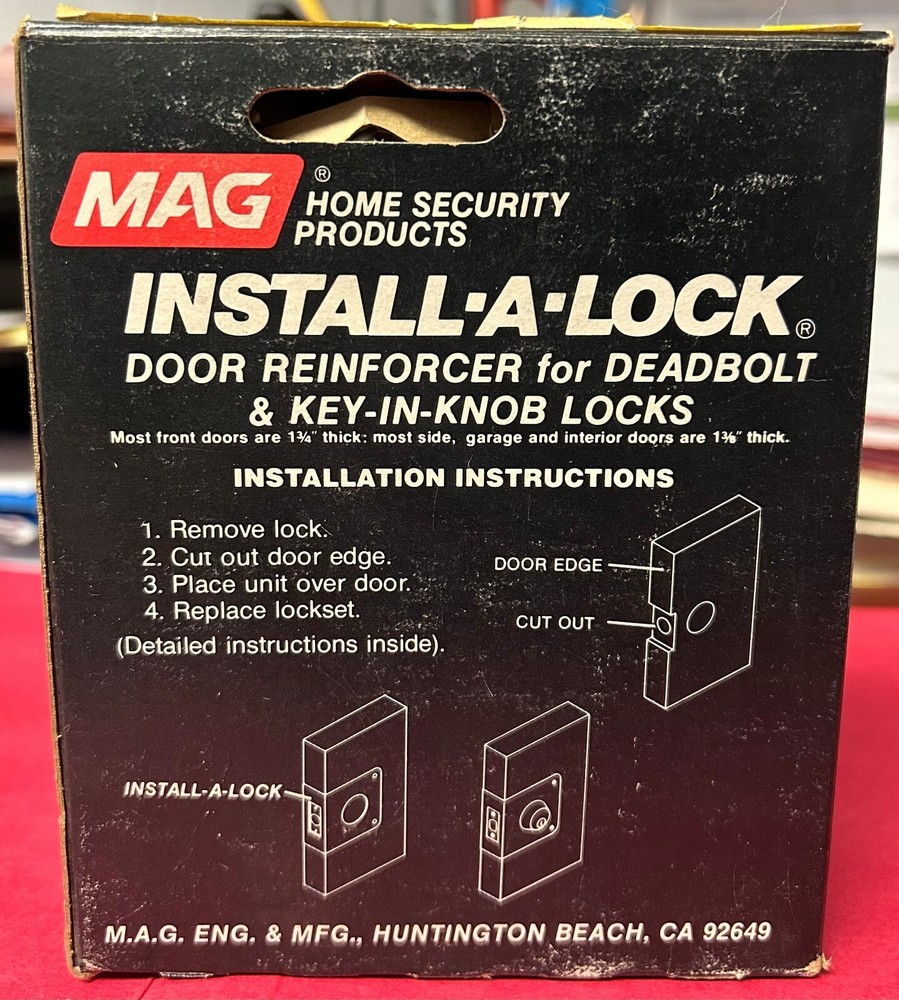 MAG®
HOME SECURITY
PRODUCTS
INSTALL·A·LOCK®
DOOR REINFORCER for DEADBOLT
& KEY-IN-KNOB LOCKS
Most front doors are 1¾″ thick: most side, garage and interior doors are 1⅜″ thick.
INSTALLATION INSTRUCTIONS
1. Remove lock.
2. Cut out door edge.
3. Place unit over door.
4. Replace lockset.
(Detailed instructions inside).
DOOR EDGE
CUT OUT
INSTALL-A-LOCK
M.A.G. ENG. & MFG., HUNTINGTON BEACH, CA 92649